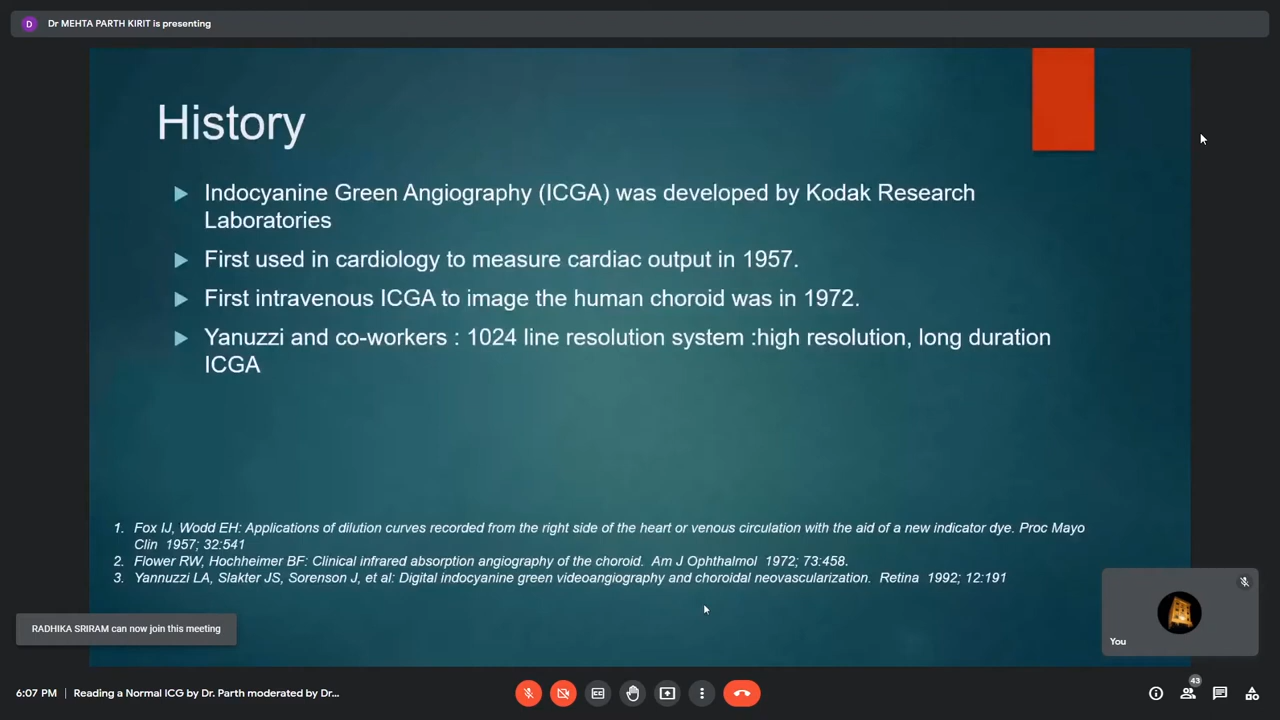 D Dr MEHTA PARTH KIRIT is presenting
History
Indocyanine Green Angiography (ICGA) was developed by Kodak Research
Laboratories
First used in cardiology to measure cardiac output in 1957.
First intravenous ICGA to image the human choroid was in 1972.
Yanuzzi and co-workers : 1024 line resolution system :high resolution, long duration
ICGA
1. Fox IJ, Wodd EH: Applications of dilution curves recorded from the right side of the heart or venous circulation with the aid of a new indicator dye. Proc Mayo
Clin 1957; 32:541
2. Flower RW, Hochheimer BF: Clinical infrared absorption angiography of the choroid. Am J Ophthalmol 1972; 73:458.
3. Yannuzzi LA, Slakter JS, Sorenson J, et al: Digital indocyanine green videoangiography and choroidal neovascularization. Retina 1992; 12:191
RADHIKA SRIRAM can now join this meeting
You
6:07 PM | Reading a Normal ICG by Dr. Parth moderated by Dr...
43